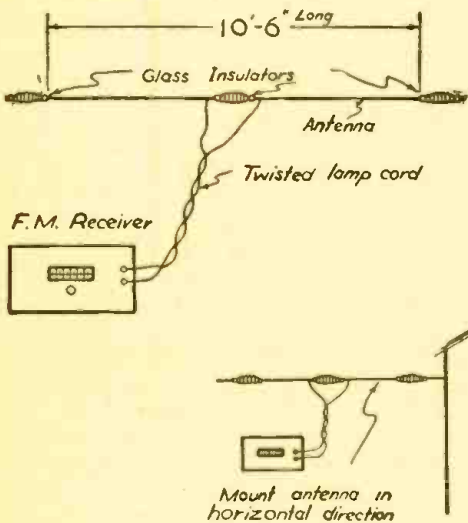 10'-6" Long
Glass Insulators
Antenna
Twisted lamp cord
F.M. Receiver
Mount antenna in
horizontal direction